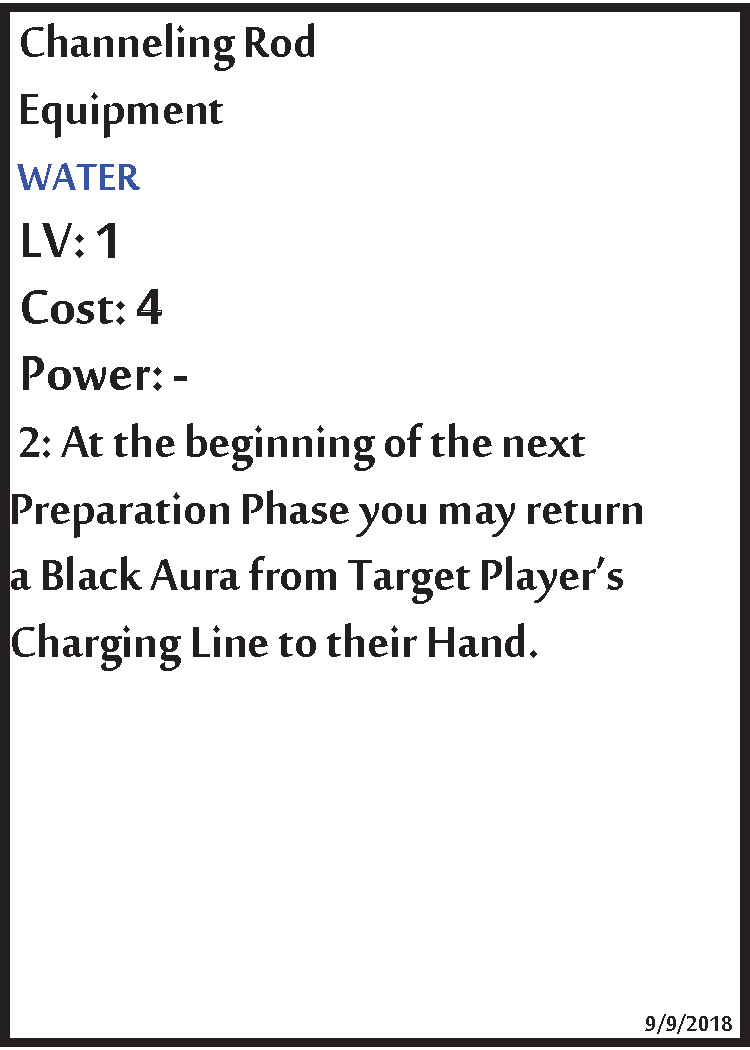 Channeling Rod
Equipment
WATER
LV: 1
Cost: 4
Power: -
2: At the beginning of the next
Preparation Phase you may return
a Black Aura from Target Player’s
Charging Line to their Hand.
9/9/2018